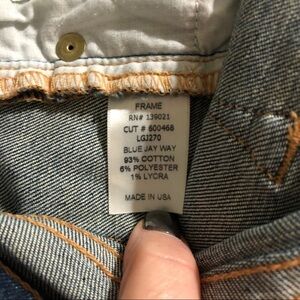 FRAME
RN# 139021
CUT # 600468
LGJ270
BLUE JAY WAY
93% COTTON
6% POLYESTER
1% LYCRA
MADE IN USA